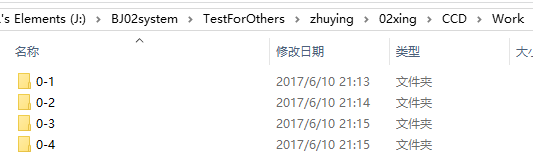 's Elements (J:) > BJ02system > TestForOthers > zhuying > 02xing > CCD > Work
名称 修改日期 类型 大
0-1 2017/6/10 21:13 文件夹
0-2 2017/6/10 21:14 文件夹
0-3 2017/6/10 21:15 文件夹
0-4 2017/6/10 21:15 文件夹